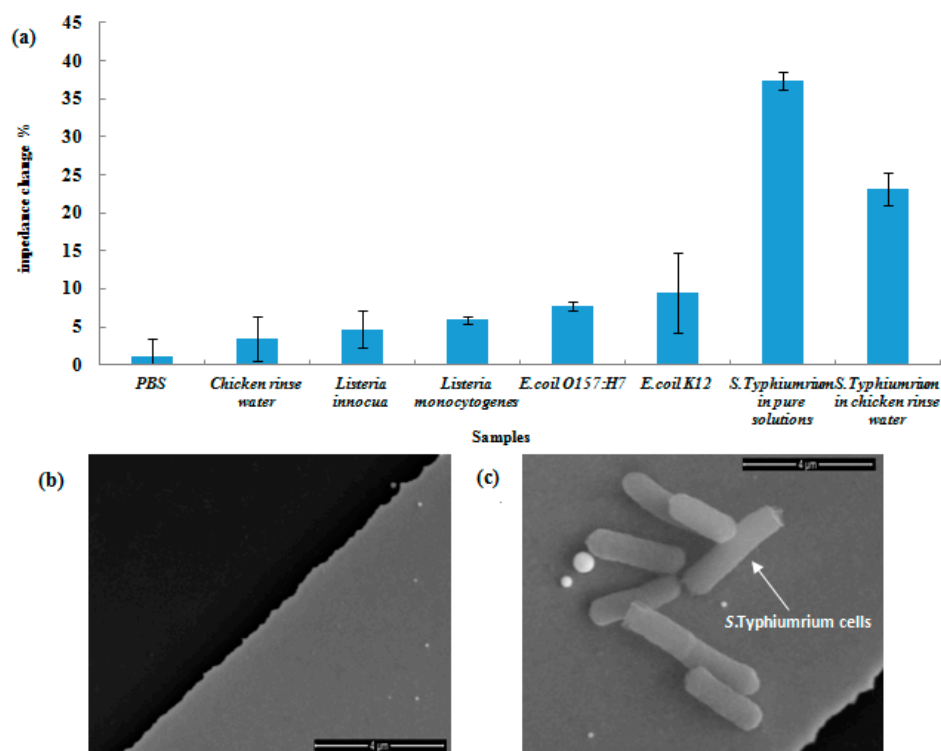 (a)
impedance change %
45
40
35
30
25
20
15
10
5
0
PBS
Chicken rinse
water
Listeria
innocua
Listeria
monocytogenes
E.coil O157:H7
E.coil K12
S.Typhiumrium
in pure
solutions
S.Typhiumrium
in chicken rinse
water
Samples
(b)
4 µm
(c)
4 µm
S.Typhiumrium cells